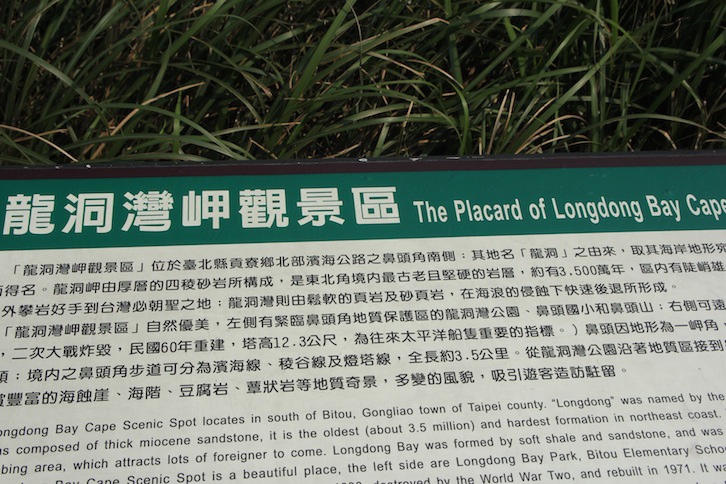 龍洞灣岬觀景區 The Placard of Longdong Bay Cape
「龍洞灣岬觀景區」位於臺北縣貢寮鄉北部濱海公路之鼻頭角南側；其地名「龍洞」之由來，取其海岸地形
得名。龍洞岬由厚層的四稜砂岩所構成，是東北角境內最古老且堅硬的岩層，約有3.500萬年，區內有陡峭雄
外攀岩好手到台灣必朝聖之地；龍洞灣則由鬆軟的頁岩及砂頁岩，在海浪的侵蝕下快速後退所形成。
「龍洞灣岬觀景區」自然優美，左側有緊臨鼻頭角地質保護區的龍洞灣公園、鼻頭國小和鼻頭山；右側可遠
，二次大戰炸毀，民國60年重建，塔高12.3公尺，為往來太平洋船隻重要的指標。）鼻頭因地形為一岬角，
頭；境內之鼻頭角步道可分為濱海線、稜谷線及燈塔線，全長約3.5公里。從龍洞灣公園沿著地質區接到
豐富的海蝕崖、海階、豆腐岩、蕈狀岩等地質奇景，多變的風貌，吸引遊客造訪駐留。
ongdong Bay Cape Scenic Spot locates in south of Bitou, Gongliao town of Taipei county. “Longdong” was named by the
as composed of thick miocene sandstone, it is the oldest (about 3.5 million) and hardest formation in northeast coast.
bing area, which attracts lots of foreigner to come. Longdong Bay was formed by soft shale and sandstone, and was
Bay Cape Scenic Spot is a beautiful place, the left side are Longdong Bay Park, Bitou Elementary Scho
destroyed by the World War Two, and rebuilt in 1971. It wa